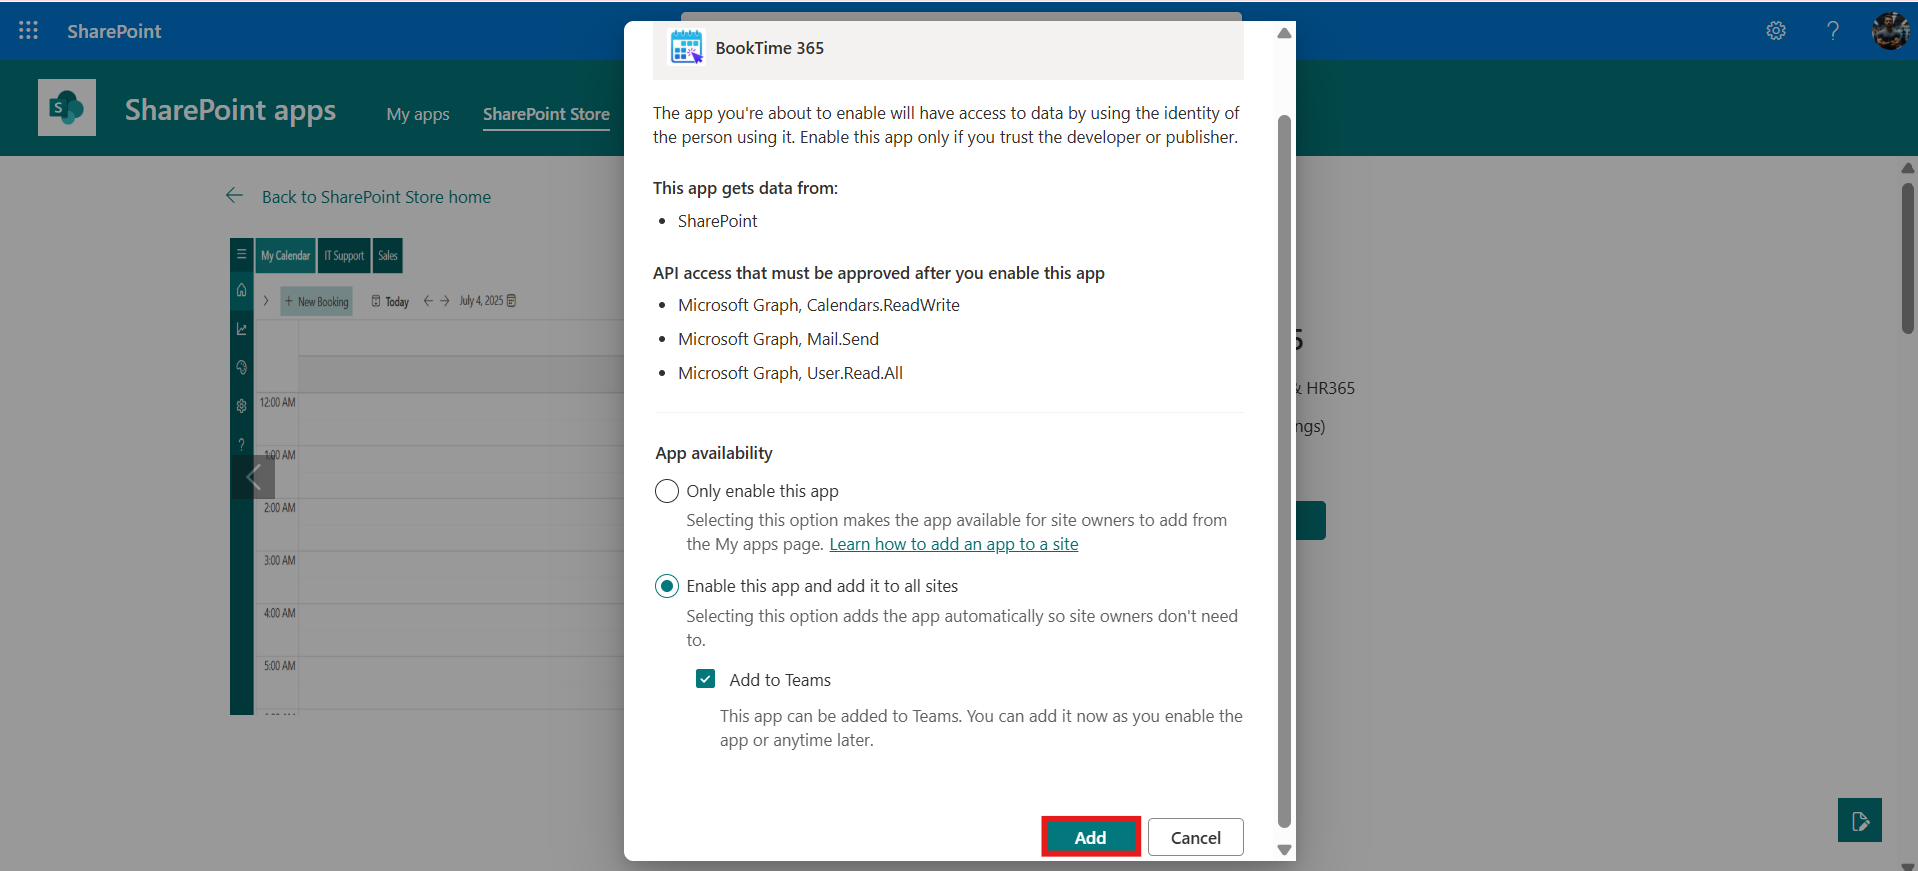 SharePoint
SharePoint apps
My apps
SharePoint Store
Back to SharePoint Store home
My Calendar
IT Support
Sales
+ New Booking
Today
July 4, 2025
12:00 AM
1:00 AM
2:00 AM
3:00 AM
4:00 AM
5:00 AM
BookTime 365
The app you're about to enable will have access to data by using the identity of
the person using it. Enable this app only if you trust the developer or publisher.
This app gets data from:
• SharePoint
API access that must be approved after you enable this app
• Microsoft Graph, Calendars.ReadWrite
• Microsoft Graph, Mail.Send
• Microsoft Graph, User.Read.All
App availability
Only enable this app
Selecting this option makes the app available for site owners to add from
the My apps page. Learn how to add an app to a site
Enable this app and add it to all sites
Selecting this option adds the app automatically so site owners don't need
to.
Add to Teams
This app can be added to Teams. You can add it now as you enable the
app or anytime later.
Add
Cancel
5
& HR365
ngs)